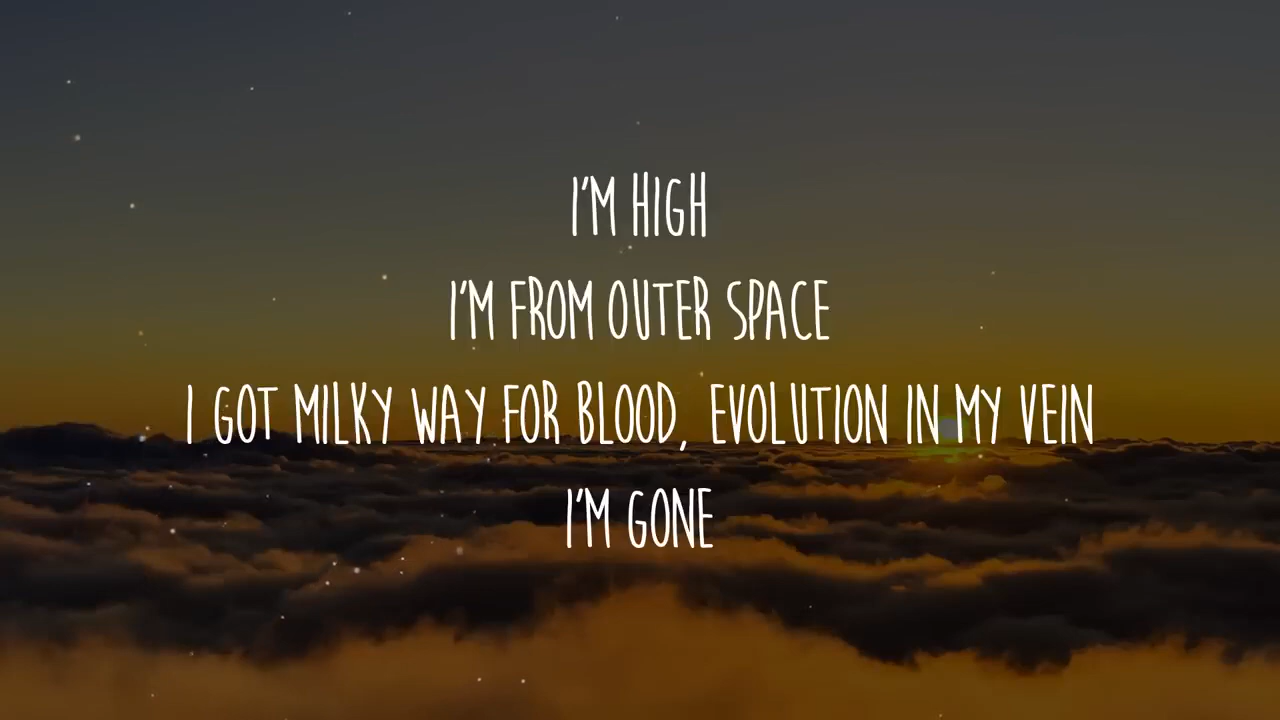 I'M HIGH
I'M FROM OUTER SPACE
I GOT MILKY WAY FOR BLOOD, EVOLUTION IN MY VEIN
I'M GONE